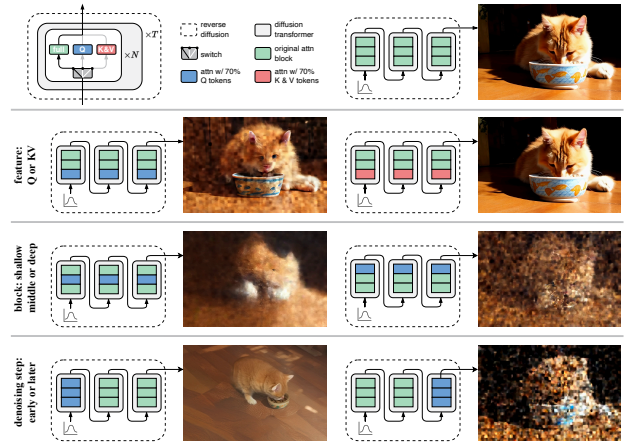 full Q K&V
×N
×T
reverse
diffusion
diffusion
transformer
switch
original attn
block
attn w/ 70%
Q tokens
attn w/ 70%
K & V tokens
feature:
Q or KV
block: shallow
middle or deep
denoising step:
early or later